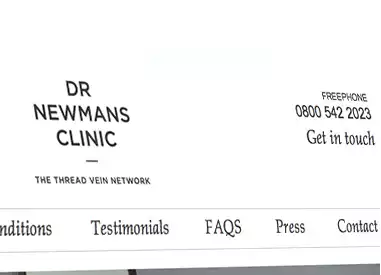 DR
NEWMANS
CLINIC
THE THREAD VEIN NETWORK
FREEPHONE
0800 542 2023
Get in touch
nditions Testimonials FAQS Press Contact